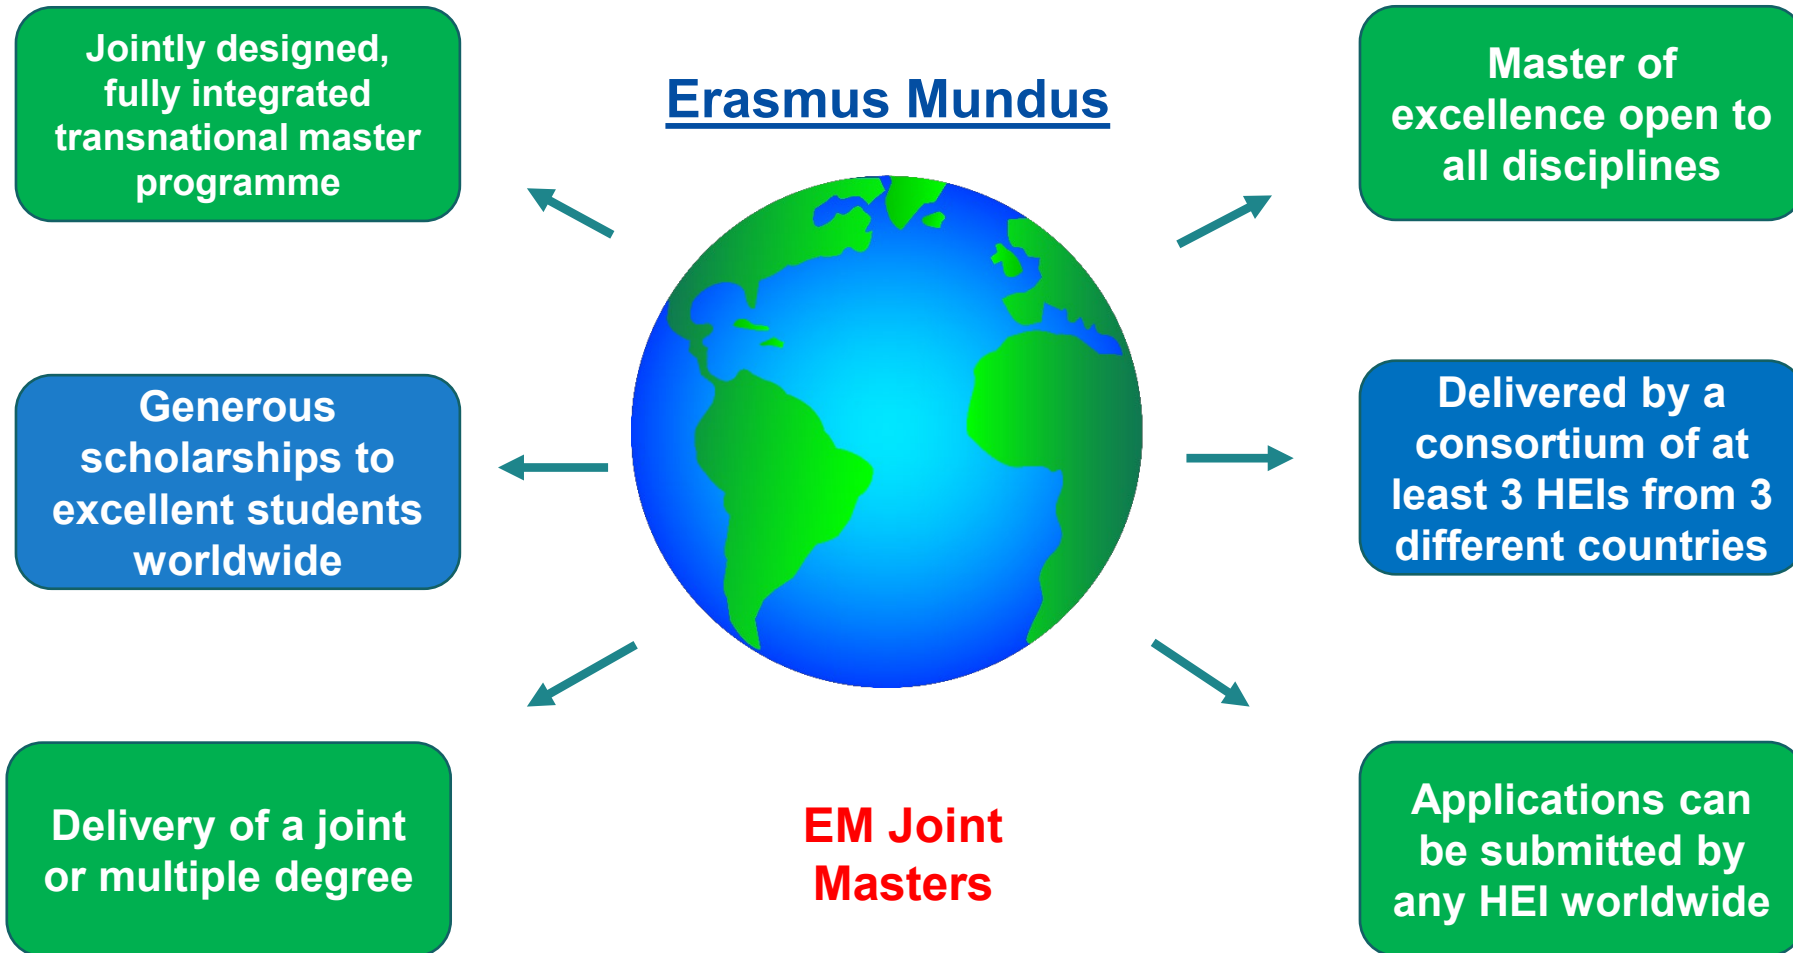 Jointly designed,
fully integrated
transnational master
programme
Erasmus Mundus
Master of
excellence open to
all disciplines
Generous
scholarships to
excellent students
worldwide
Delivered by a
consortium of at
least 3 HEIs from 3
different countries
Delivery of a joint
or multiple degree
EM Joint
Masters
Applications can
be submitted by
any HEI worldwide